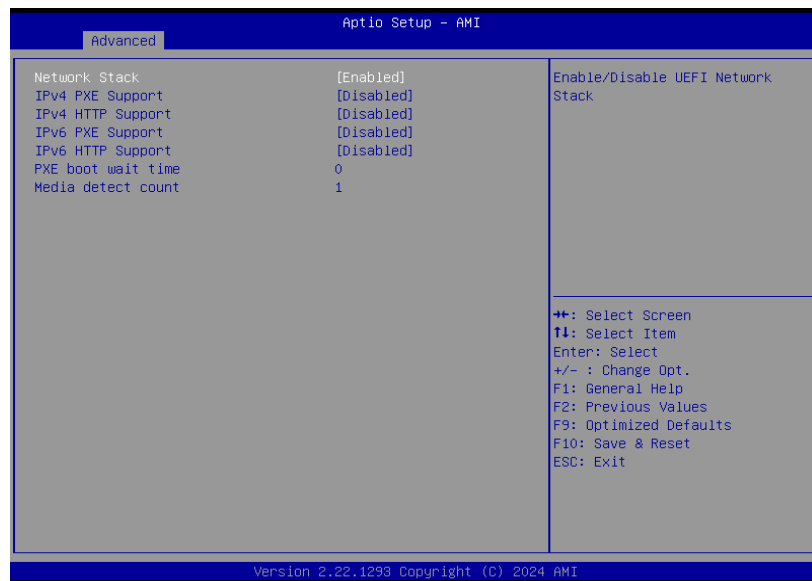 Aptio Setup – AMI
Advanced
Network Stack [Enabled]
IPv4 PXE Support [Disabled]
IPv4 HTTP Support [Disabled]
IPv6 PXE Support [Disabled]
IPv6 HTTP Support [Disabled]
PXE boot wait time 0
Media detect count 1
Enable/Disable UEFI Network
Stack
→←: Select Screen
↑↓: Select Item
Enter: Select
+/– : Change Opt.
F1: General Help
F2: Previous Values
F9: Optimized Defaults
F10: Save & Reset
ESC: Exit
Version 2.22.1293 Copyright (C) 2024 AMI